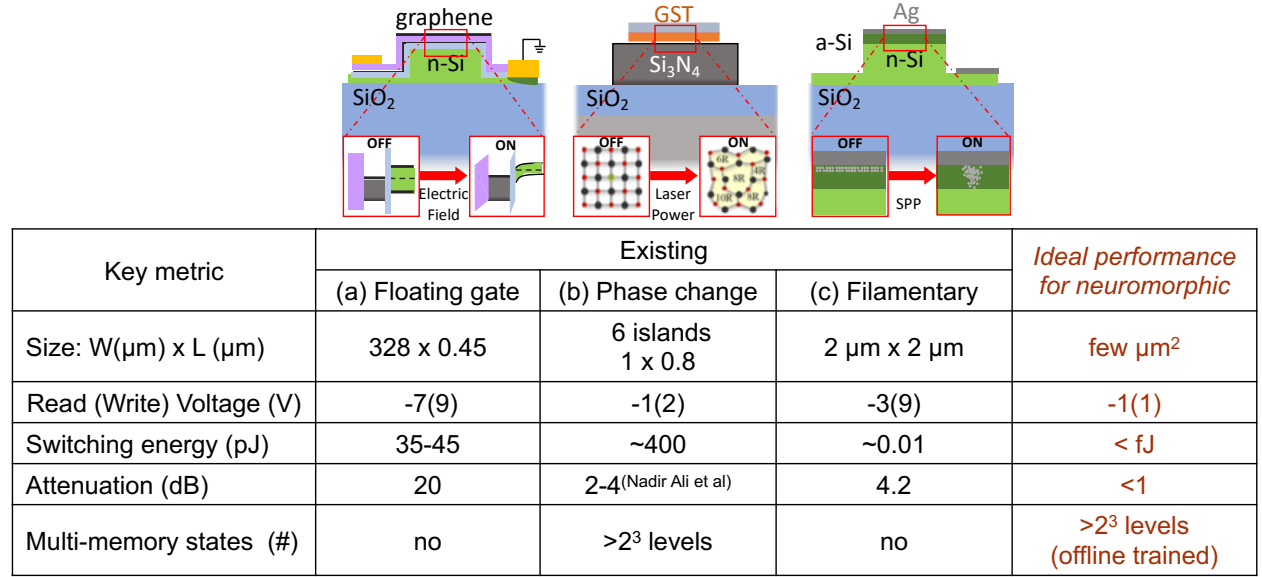 graphene
n-Si
SiO2
OFF
ON
Electric
Field
GST
Si3N4
SiO2
OFF
ON
6R
4R
8R
10R
8R
Laser
Power
Ag
a-Si
n-Si
SiO2
OFF
ON
SPP
Key metric
Existing
Ideal performance
for neuromorphic
(a) Floating gate
(b) Phase change
(c) Filamentary
Size: W(µm) x L (µm)
328 x 0.45
6 islands
1 x 0.8
2 µm x 2 µm
few µm²
Read (Write) Voltage (V)
-7(9)
-1(2)
-3(9)
-1(1)
Switching energy (pJ)
35-45
~400
~0.01
< fJ
Attenuation (dB)
20
2-4(Nadir Ali et al)
4.2
<1
Multi-memory states (#)
no
>2³ levels
no
>2³ levels
(offline trained)